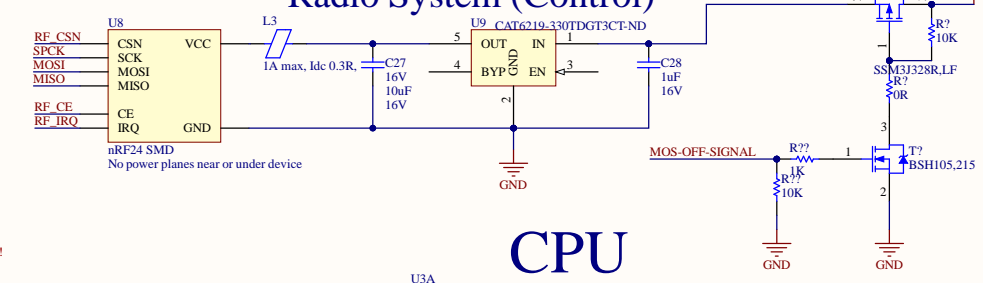 Radio System (Control)
U8
L3
U9
CAT6219-330TDGT3CT-ND
R?
10K
RF_CSN
SPCK
MOSI
MISO
RF_CE
RF_IRQ
CSN
SCK
MOSI
MISO
CE
IRQ
VCC
GND
1A max, Idc 0.3R,
C27
16V
10uF
16V
5
4
OUT
BYP
GND
IN
EN
1
3
2
C28
1uF
16V
GND
nRF24 SMD
No power planes near or under device
1
SSM3J328R,LF
R?
0R
3
MOS-OFF-SIGNAL
R??
1K
1
T?
BSH105,215
R??
10K
2
GND
GND
CPU
U3A